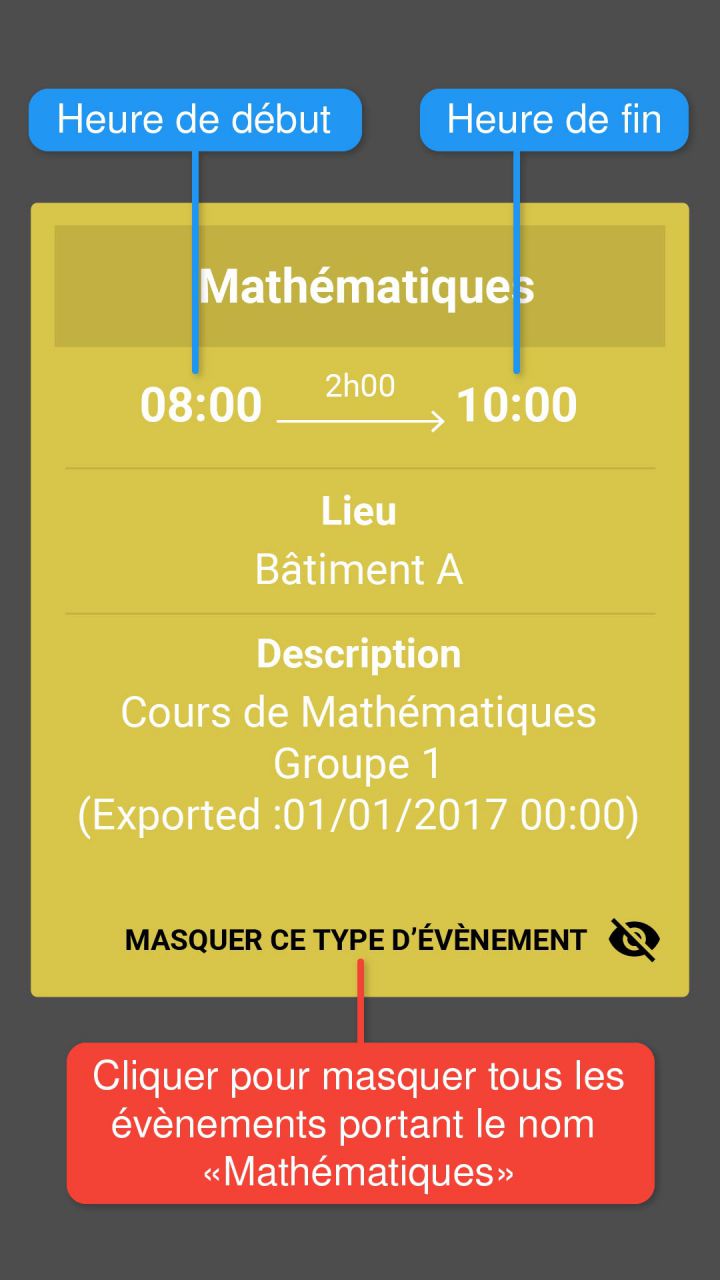 Heure de début
Heure de fin
Mathématiques
08:00
2h00
10:00
Lieu
Bâtiment A
Description
Cours de Mathématiques
Groupe 1
(Exported :01/01/2017 00:00)
MASQUER CE TYPE D’ÉVÈNEMENT
Cliquer pour masquer tous les
évènements portant le nom
«Mathématiques»